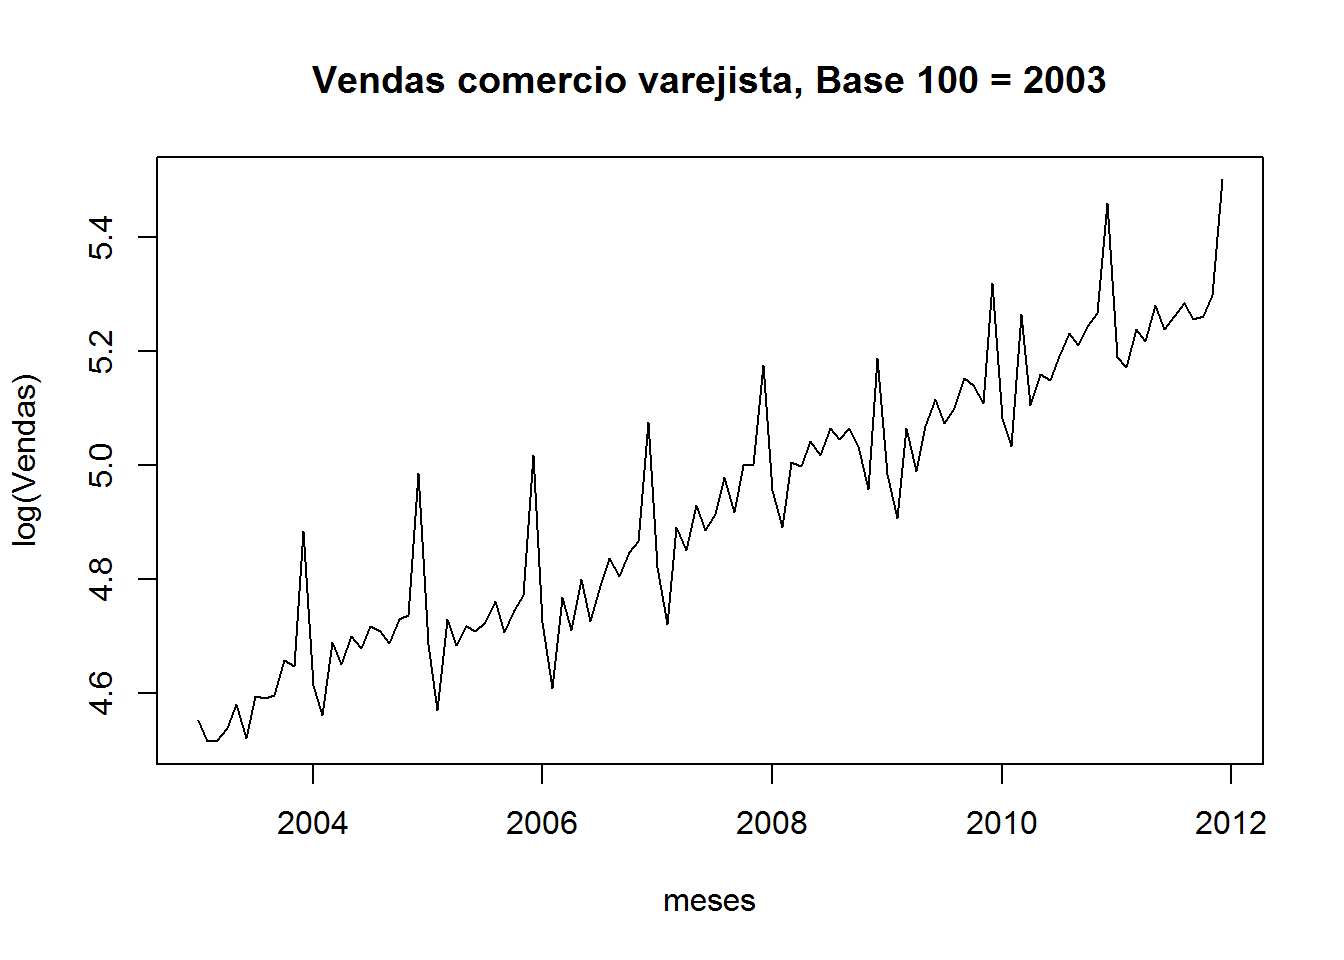 Vendas comercio varejista, Base 100 = 2003
log(Vendas)
5.4
5.2
5.0
4.8
4.6
2004 2006 2008 2010 2012
meses